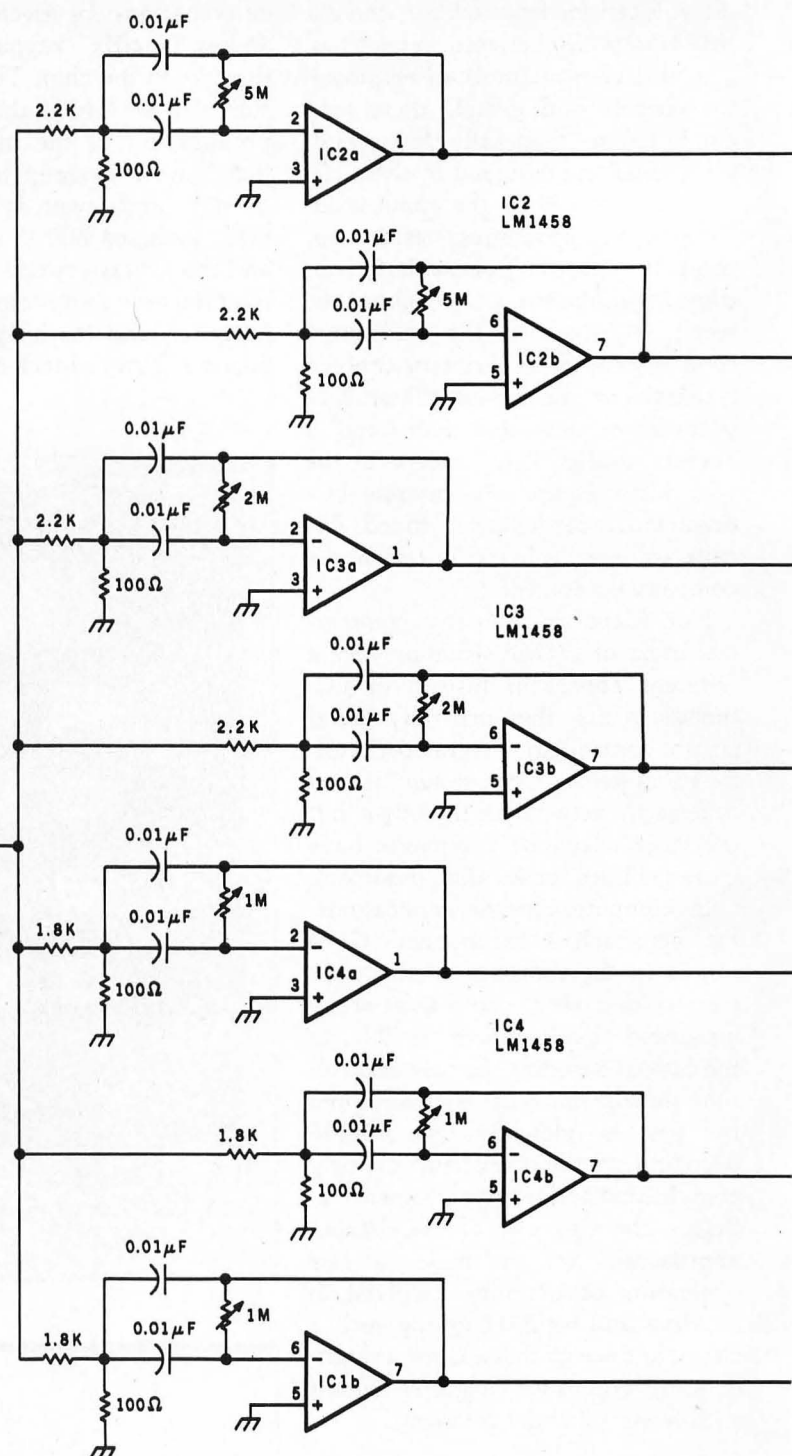 0.01µF
5M
2.2K
0.01µF
2
-
IC2a
1
100Ω
3
+
IC2
LM1458
0.01µF
5M
2.2K
0.01µF
6
-
IC2b
7
100Ω
5
+
0.01µF
2M
2.2K
0.01µF
2
-
IC3a
1
100Ω
3
+
IC3
LM1458
0.01µF
2M
2.2K
0.01µF
6
-
IC3b
7
100Ω
5
+
0.01µF
1M
1.8K
0.01µF
2
-
IC4a
1
100Ω
3
+
IC4
LM1458
0.01µF
1M
1.8K
0.01µF
6
-
IC4b
7
100Ω
5
+
0.01µF
1M
1.8K
0.01µF
6
-
IC1b
7
100Ω
5
+